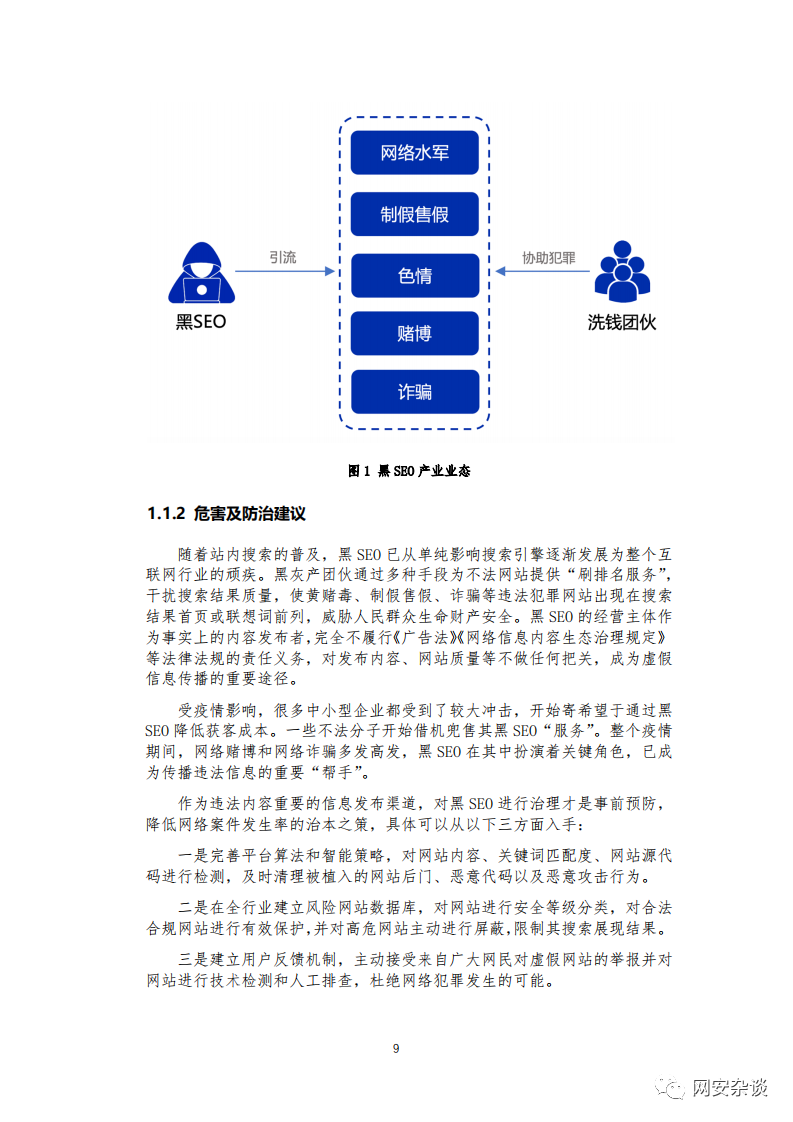 网络水军
制假售假
引流
协助犯罪
色情
黑SEO
洗钱团伙
赌博
诈骗
图 1 黑 SEO 产业业态
1.1.2 危害及防治建议
随着站内搜索的普及，黑 SEO 已从单纯影响搜索引擎逐渐发展为整个互
联网行业的顽疾。黑灰产团伙通过多种手段为不法网站提供“刷排名服务”，
干扰搜索结果质量，使黄赌毒、制假售假、诈骗等违法犯罪网站出现在搜索
结果首页或联想词前列，威胁人民群众生命财产安全。黑 SEO 的经营主体作
为事实上的内容发布者，完全不履行《广告法》《网络信息内容生态治理规定》
等法律法规的责任义务，对发布内容、网站质量等不做任何把关，成为虚假
信息传播的重要途径。
受疫情影响，很多中小型企业都受到了较大冲击，开始寄希望于通过黑
SEO 降低获客成本。一些不法分子开始借机兜售其黑 SEO“服务”。整个疫情
期间，网络赌博和网络诈骗多发高发，黑 SEO 在其中扮演着关键角色，已成
为传播违法信息的重要“帮手”。
作为违法内容重要的信息发布渠道，对黑 SEO 进行治理才是事前预防，
降低网络案件发生率的治本之策，具体可以从以下三方面入手：
一是完善平台算法和智能策略，对网站内容、关键词匹配度、网站源代
码进行检测，及时清理被植入的网站后门、恶意代码以及恶意攻击行为。
二是在全行业建立风险网站数据库，对网站进行安全等级分类，对合法
合规网站进行有效保护，并对高危网站主动进行屏蔽，限制其搜索展现结果。
三是建立用户反馈机制，主动接受来自广大网民对虚假网站的举报并对
网站进行技术检测和人工排查，杜绝网络犯罪发生的可能。
9
网安杂谈